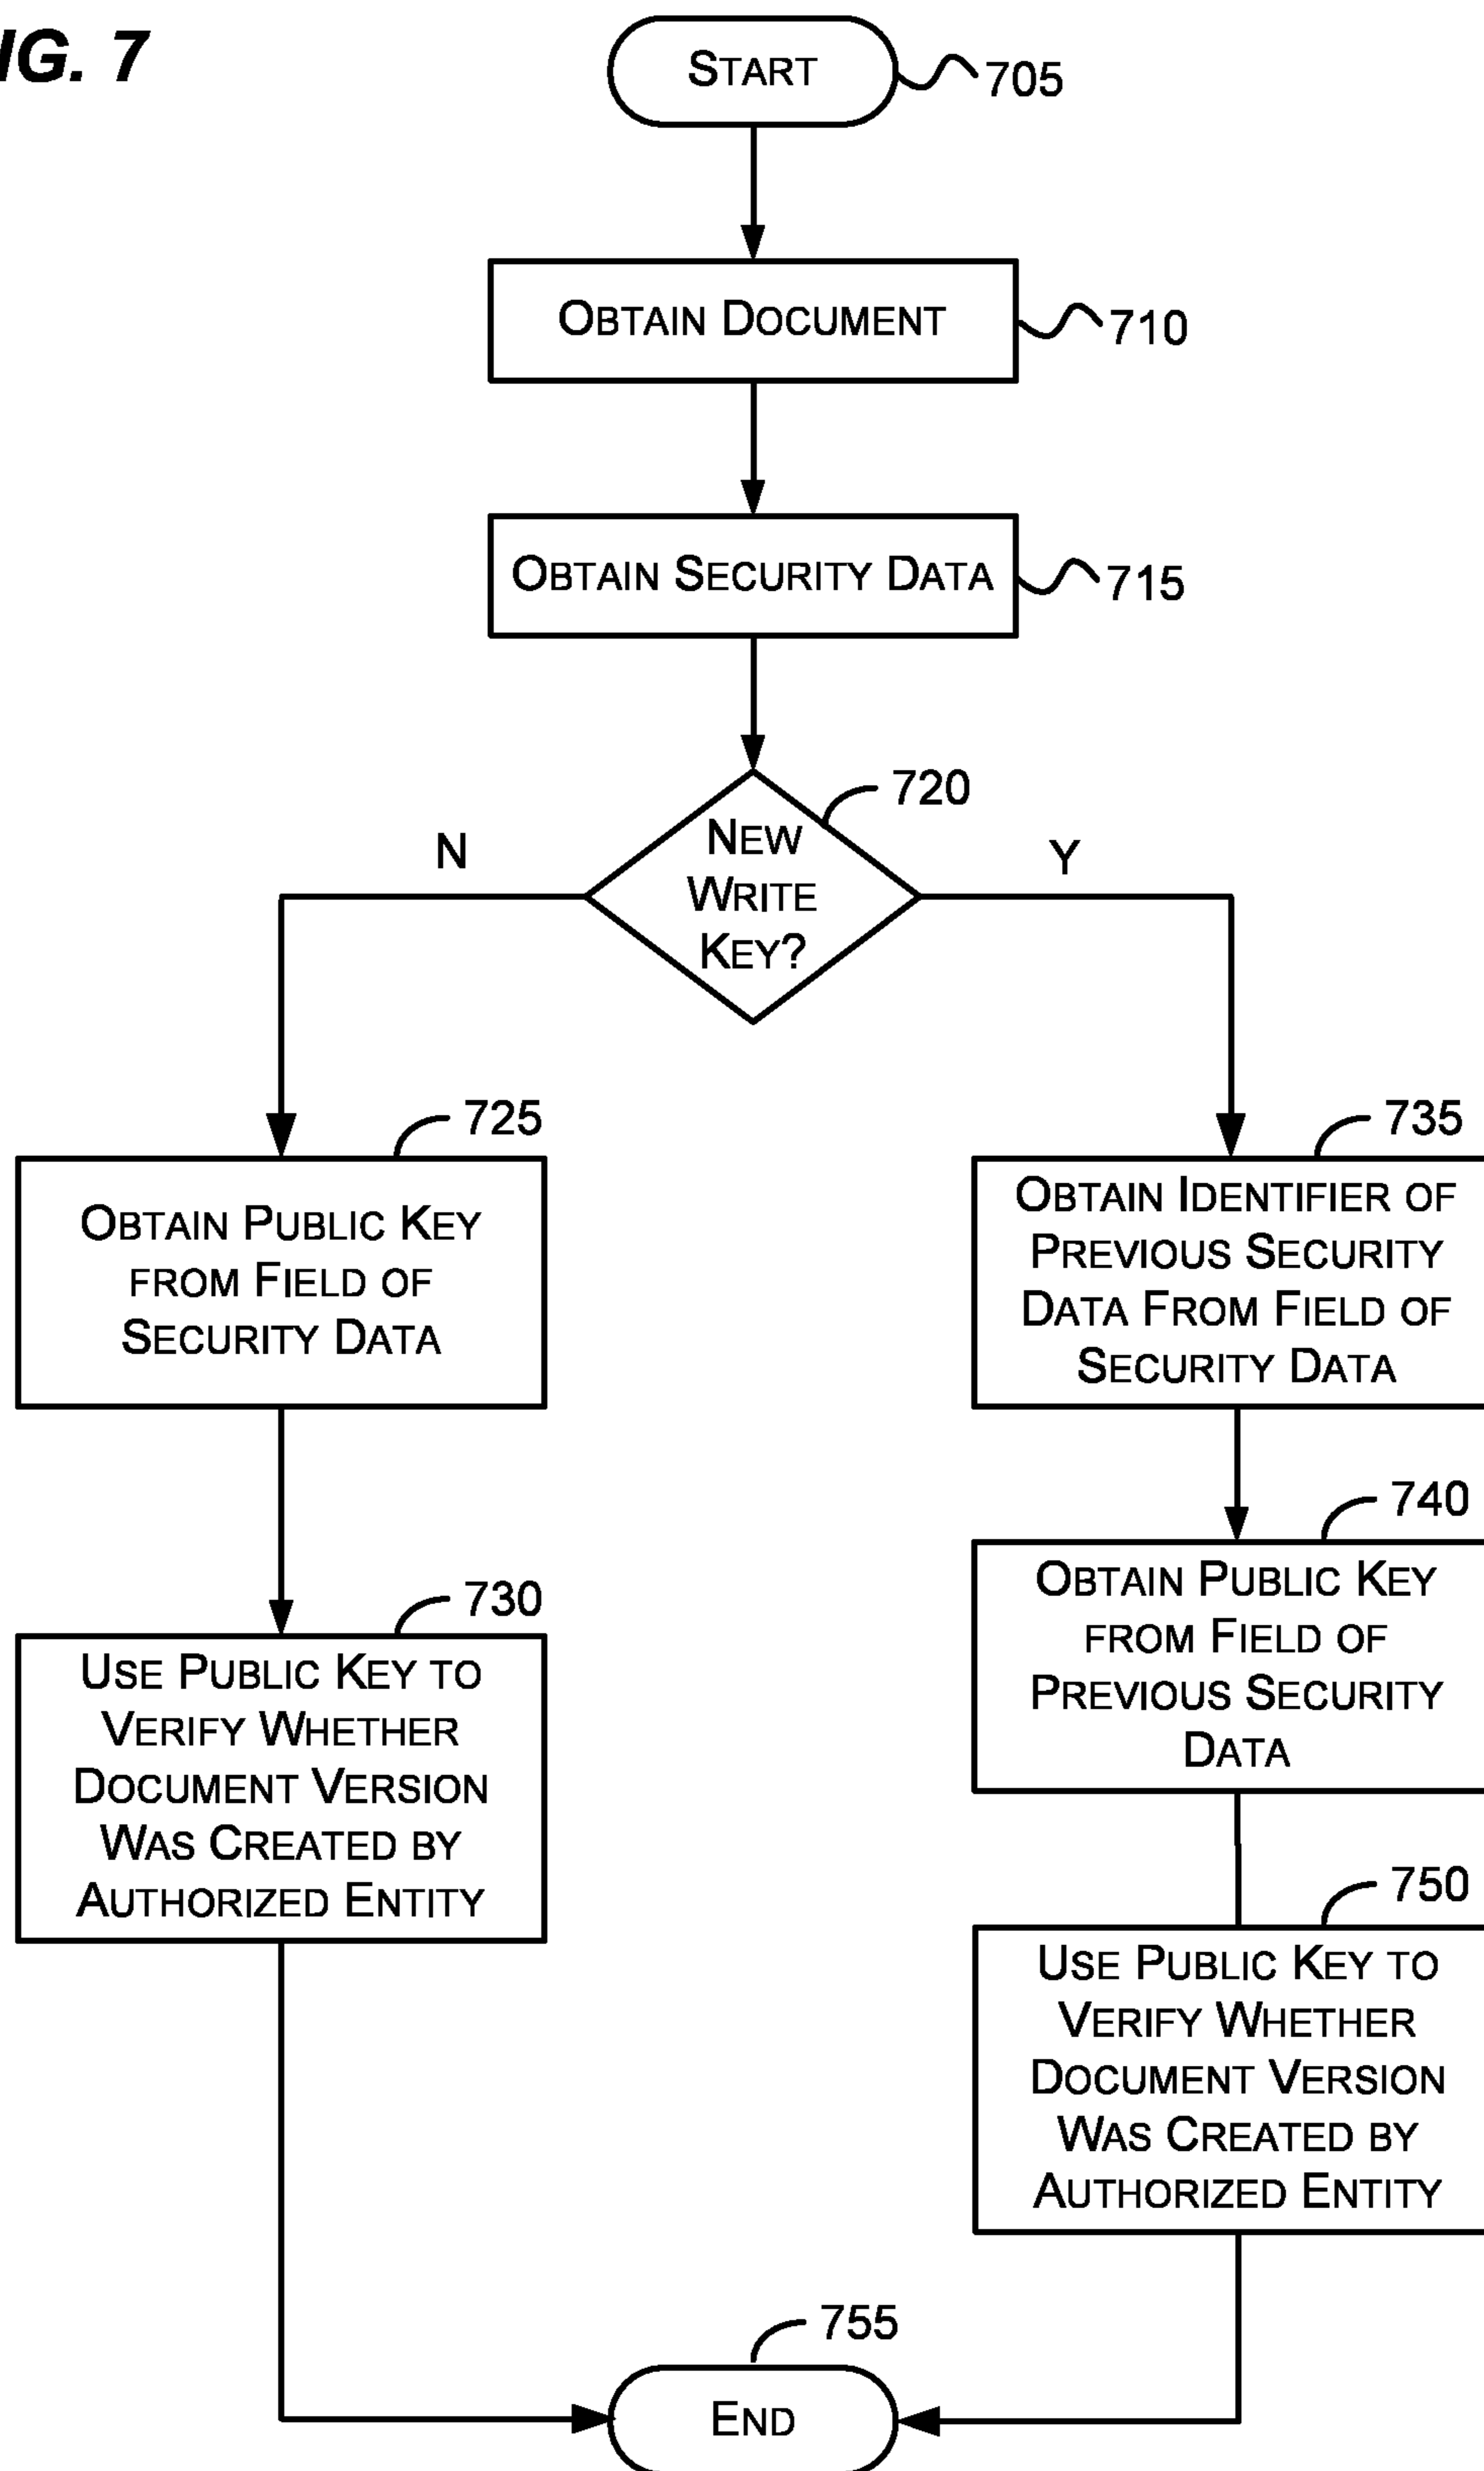 IG. 7
START
705
OBTAIN DOCUMENT
710
OBTAIN SECURITY DATA
715
720
NEW
WRITE
KEY?
N
Y
725
OBTAIN PUBLIC KEY
FROM FIELD OF
SECURITY DATA
735
OBTAIN IDENTIFIER OF
PREVIOUS SECURITY
DATA FROM FIELD OF
SECURITY DATA
730
USE PUBLIC KEY TO
VERIFY WHETHER
DOCUMENT VERSION
WAS CREATED BY
AUTHORIZED ENTITY
740
OBTAIN PUBLIC KEY
FROM FIELD OF
PREVIOUS SECURITY
DATA
750
USE PUBLIC KEY TO
VERIFY WHETHER
DOCUMENT VERSION
WAS CREATED BY
AUTHORIZED ENTITY
755
END